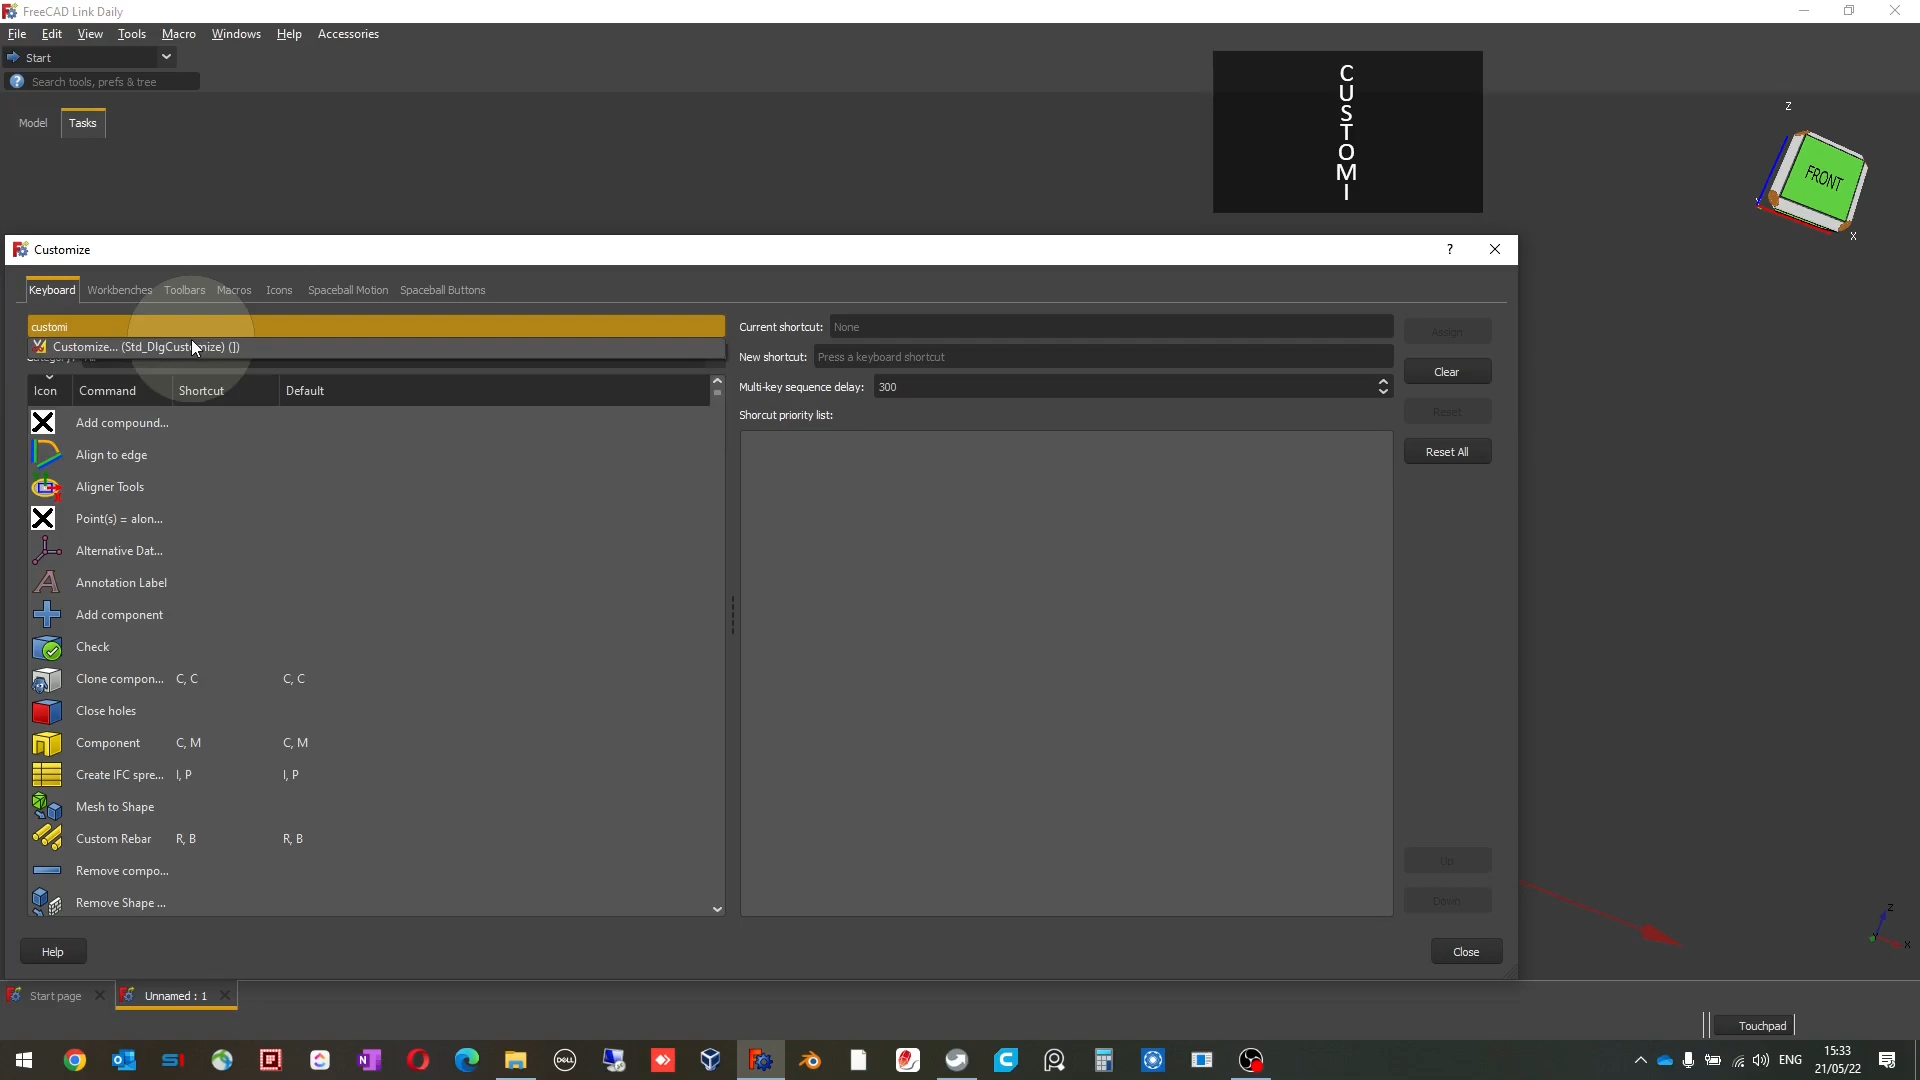 FreeCAD Link Daily
File Edit View Tools Macro Windows Help Accessories
Start
Search tools, prefs & tree
Model Tasks
C
U
S
T
O
M
I
Z
FRONT
X
Customize
?
Keyboard Workbenches Toolbars Macros Icons Spaceball Motion Spaceball Buttons
customi
Customize... (Std_DlgCustomize) (])
Current shortcut: None
Assign
New shortcut: Press a keyboard shortcut
Clear
Multi-key sequence delay: 300
Shorcut priority list:
Reset
Reset All
Icon Command Shortcut Default
Add compound...
Align to edge
Aligner Tools
Point(s) = alon...
Alternative Dat...
Annotation Label
Add component
Check
Clone compon... C, C C, C
Close holes
Component C, M C, M
Create IFC spre... I, P I, P
Mesh to Shape
Custom Rebar R, B R, B
Remove compo...
Remove Shape ...
Up
Down
Help
Close
Z
Y
X
Start page Unnamed : 1
Touchpad
DELL
ENG
15:33
21/05/22